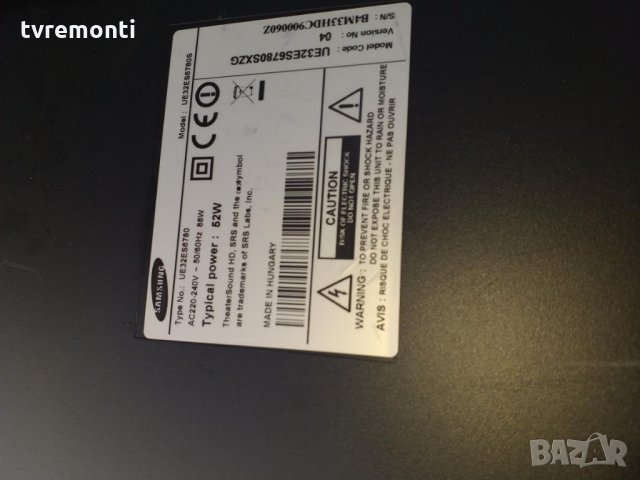 tvremonti
SAMSUNG
Model : UE32ES6780S
Type No.: UE32ES6780
AC220-240V ~ 50/60Hz 88W
Typical power : 52W
TheaterSound HD, SRS and the symbol
are trademarks of SRS Labs, Inc.
MADE IN HUNGARY
Model Code : UE32ES6780SXZG
Version No : 04
S/N: B4M33HDC900060Z
CAUTION
RISK OF ELECTRIC SHOCK
DO NOT OPEN
WARNING : TO PREVENT FIRE OR SHOCK HAZARD
DO NOT EXPOSE THIS UNIT TO RAIN OR MOISTURE
AVIS : RISQUE DE CHOC ELECTRIQUE - NE PAS OUVRIR
BAZAR